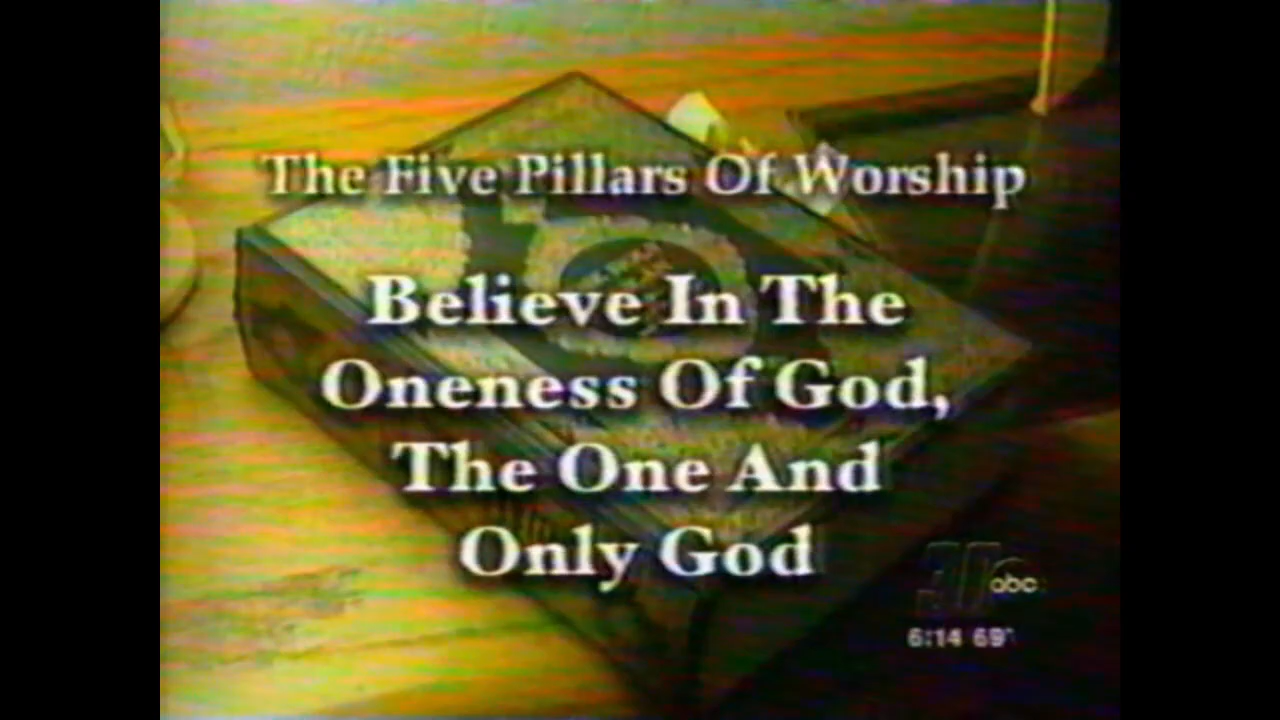 The Five Pillars Of Worship
Believe In The
Oneness Of God,
The One And
Only God
abc
6:14 69°